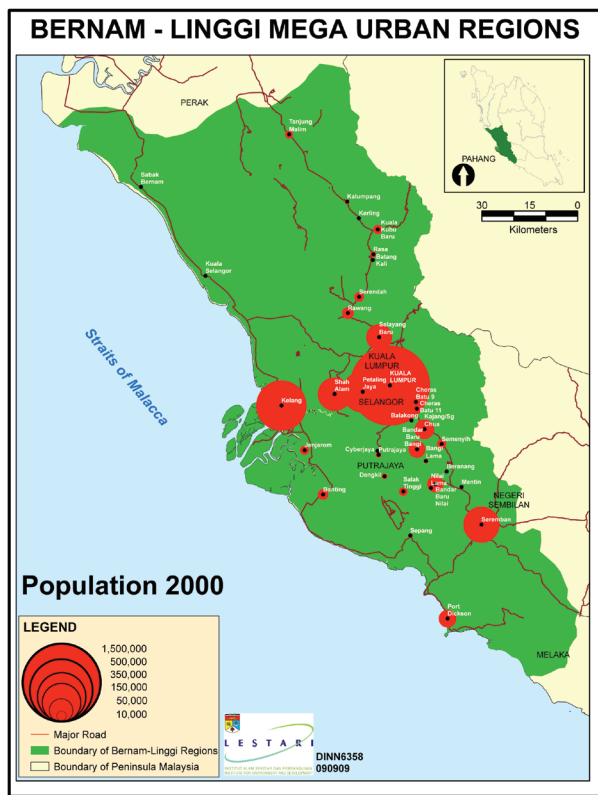 BERNAM - LINGGI MEGA URBAN REGIONS
PERAK
PAHANG
30 15 0 30
Kilometers
Tanjung
Malim
Sabak
Bernam
Kalumpang
Kerling
Kuala
Kubu
Baru
Rasa
Batang
Kali
Kuala
Selangor
Serendah
Rawang
Selayang
Baru
Straits of Malacca
KUALA
LUMPUR
Shah
Alam
Petaling
Jaya
KUALA
LUMPUR
SELANGOR
Kelang
Cheras
Batu 9
Cheras
Batu 11
Balakong
Kajang/Sg
Chua
Bandar
Baru
Bangi
Semenyih
Bangi
Lama
Jenjarom
Cyberjaya
Putrajaya
PUTRAJAYA
Beranang
Dengkil
Nilai
Lama
Mantin
Salak
Tinggi
Bandar
Baru
Nilai
NEGERI
SEMBILAN
Banting
Seremban
Sepang
Population 2000
Port
Dickson
MELAKA
LEGEND
1,500,000
500,000
350,000
150,000
50,000
10,000
Major Road
Boundary of Bernam-Linggi Regions
Boundary of Peninsula Malaysia
LESTARI
DINN6358
090909